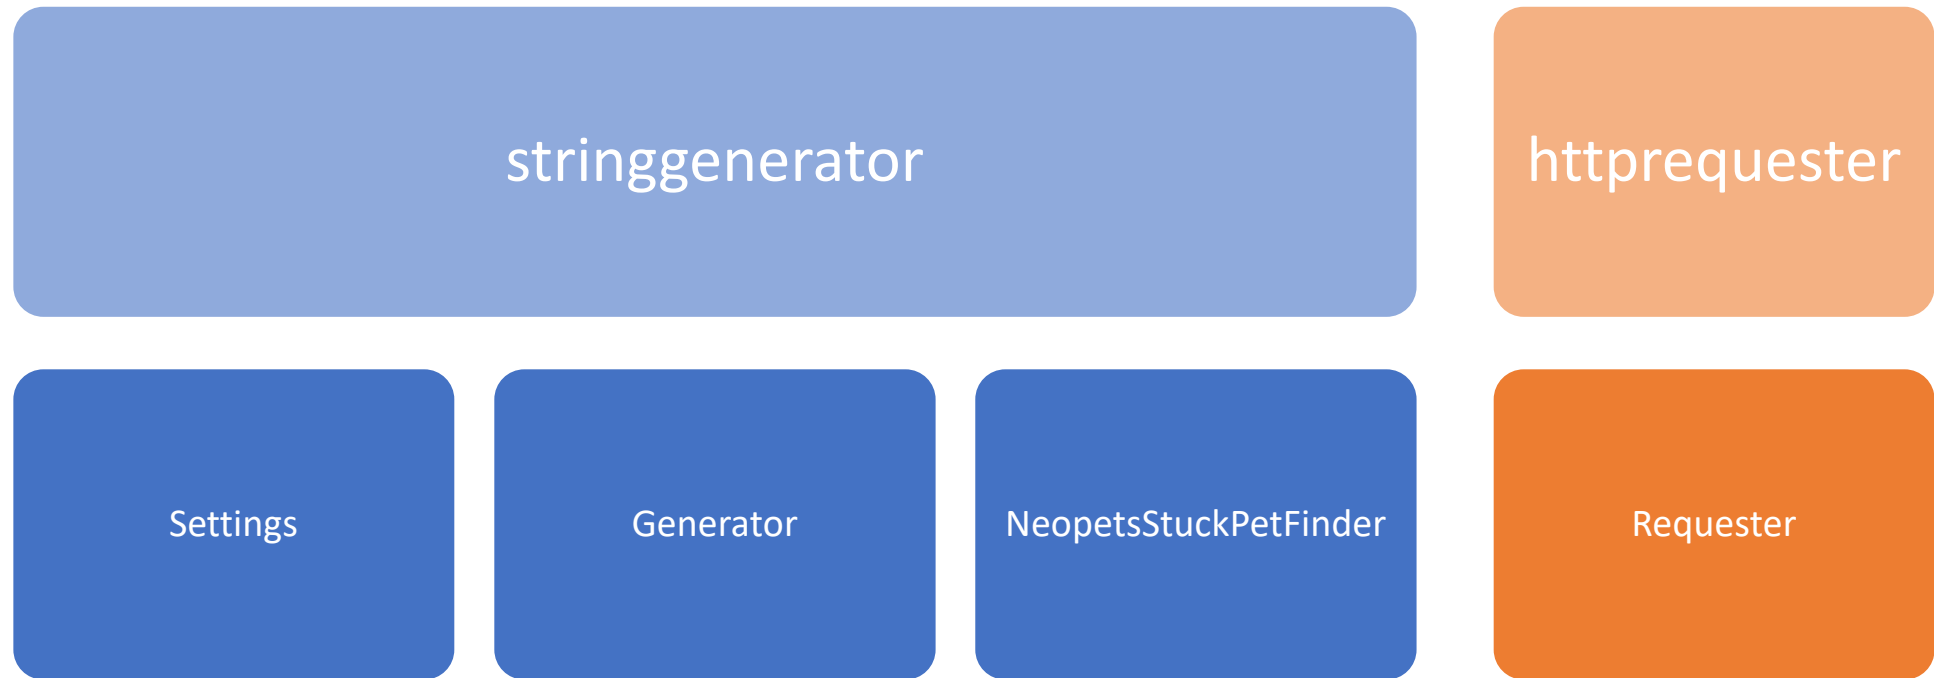 stringgenerator
httprequester
Settings
Generator
NeopetsStuckPetFinder
Requester